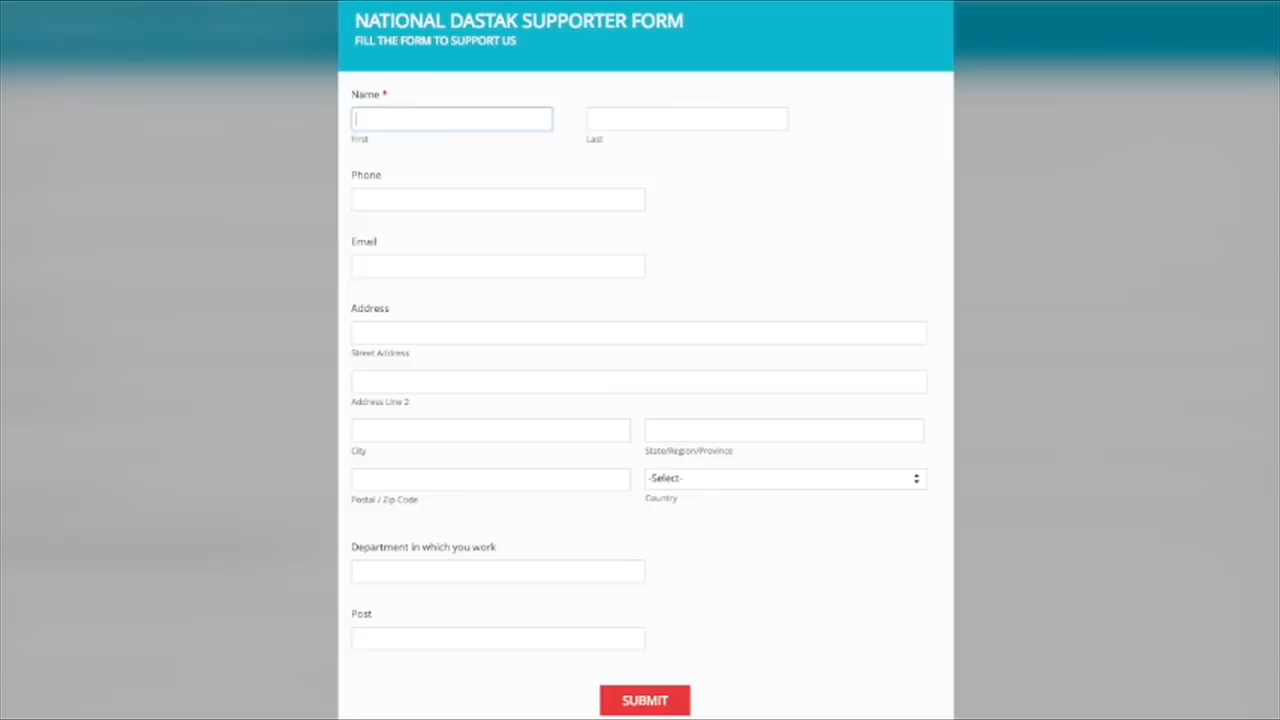 NATIONAL DASTAK SUPPORTER FORM
FILL THE FORM TO SUPPORT US
Name *
First
Last
Phone
Email
Address
Street Address
Address Line 2
City
State/Region/Province
-Select-
Postal / Zip Code
Country
Department in which you work
Post
SUBMIT